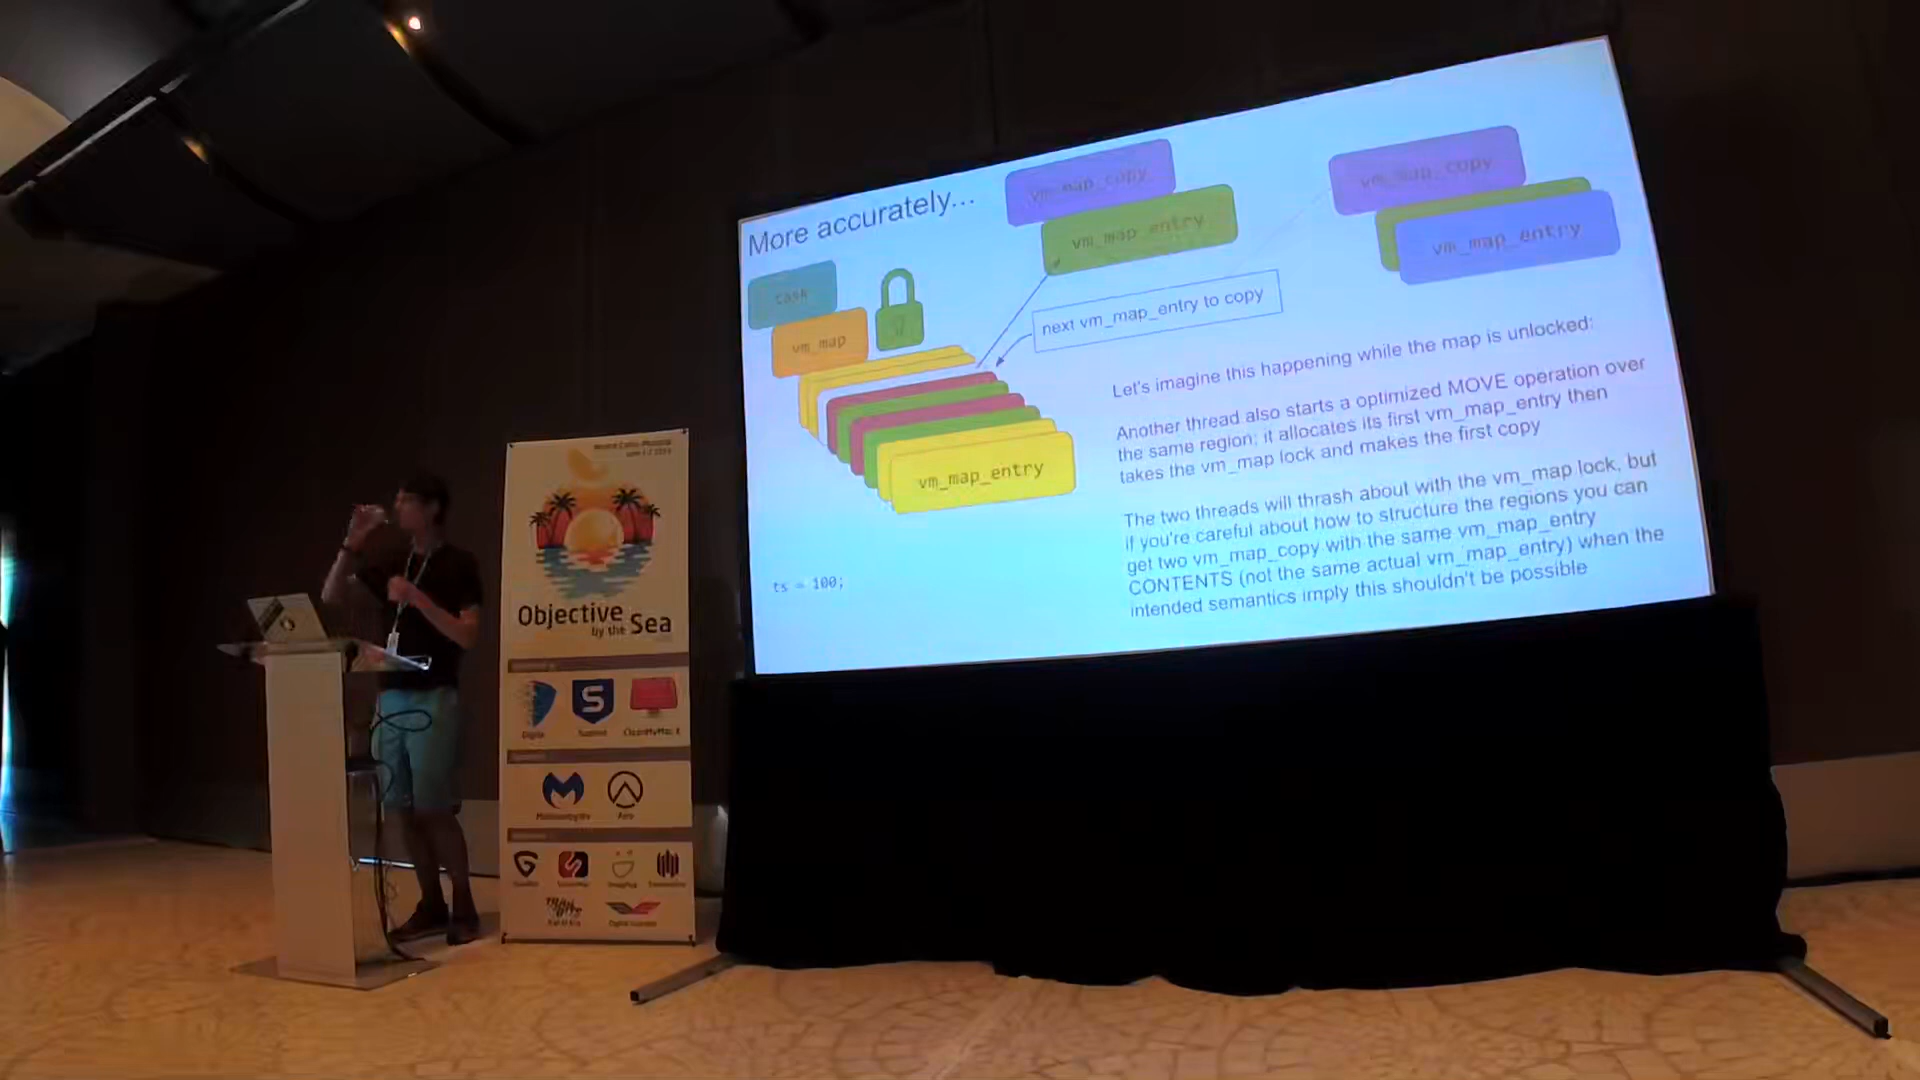 More accurately...
vm_map_copy
vm_map_entry
vm_map_copy
vm_map_entry
task
vm_map
next vm_map_entry to copy
vm_map_entry
ts = 100;
Let's imagine this happening while the map is unlocked:
Another thread also starts a optimized MOVE operation over
the same region; it allocates its first vm_map_entry then
takes the vm_map lock and makes the first copy
The two threads will thrash about with the vm_map lock, but
if you're careful about how to structure the regions you can
get two vm_map_copy with the same vm_map_entry
CONTENTS (not the same actual vm_map_entry) when the
intended semantics imply this shouldn't be possible
Objective
by the Sea
S
CleanMyMac X
Malwarebytes